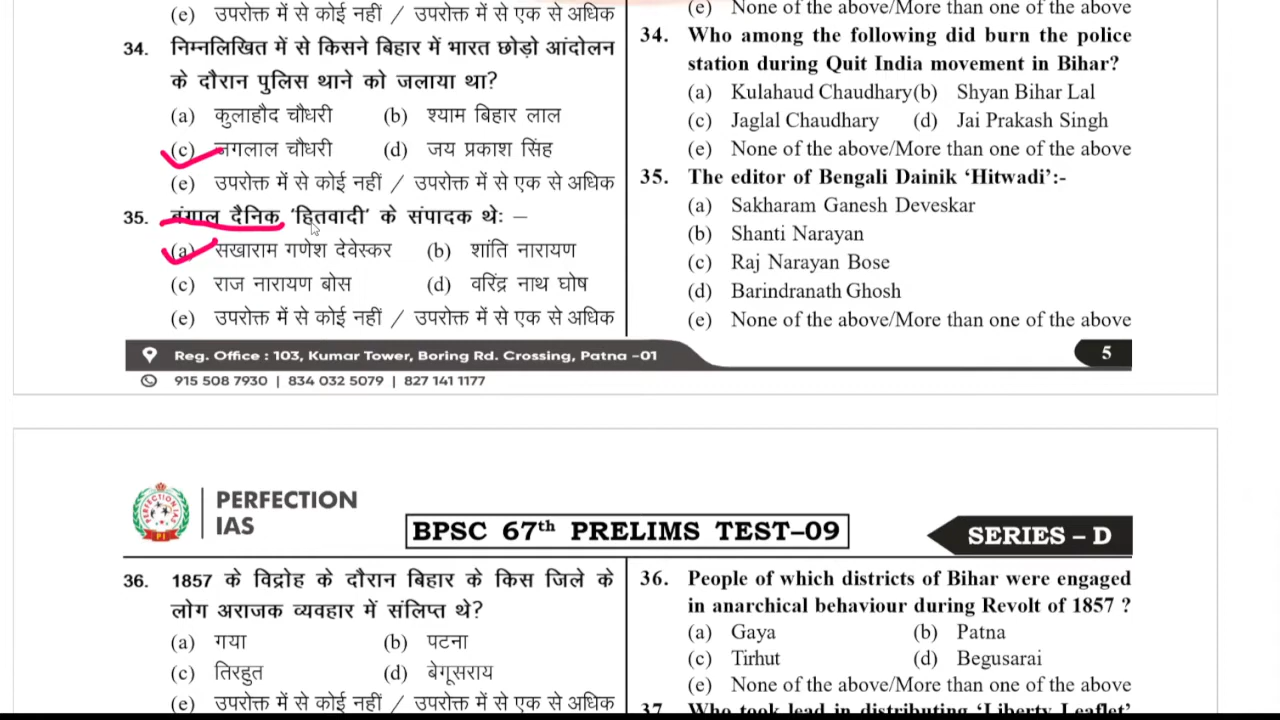 (e) उपरोक्त में से कोई नहीं / उपरोक्त में से एक से अधिक
34. निम्नलिखित में से किसने बिहार में भारत छोड़ो आंदोलन
के दौरान पुलिस थाने को जलाया था?
(a) कुलाहौद चौधरी (b) श्याम बिहार लाल
(c) जगलाल चौधरी (d) जय प्रकाश सिंह
(e) उपरोक्त में से कोई नहीं / उपरोक्त में से एक से अधिक
35. बंगाल दैनिक 'हितवादी' के संपादक थे: –
(a) सखाराम गणेश देवेस्कर (b) शांति नारायण
(c) राज नारायण बोस (d) वरिंद्र नाथ घोष
(e) उपरोक्त में से कोई नहीं / उपरोक्त में से एक से अधिक
(e) None of the above/More than one of the above
34. Who among the following did burn the police
station during Quit India movement in Bihar?
(a) Kulahaud Chaudhary(b) Shyan Bihar Lal
(c) Jaglal Chaudhary (d) Jai Prakash Singh
(e) None of the above/More than one of the above
35. The editor of Bengali Dainik ‘Hitwadi’:-
(a) Sakharam Ganesh Deveskar
(b) Shanti Narayan
(c) Raj Narayan Bose
(d) Barindranath Ghosh
(e) None of the above/More than one of the above
Reg. Office : 103, Kumar Tower, Boring Rd. Crossing, Patna –01
5
915 508 7930 | 834 032 5079 | 827 141 1177
PERFECTION
IAS
BPSC 67th PRELIMS TEST–09
SERIES – D
36. 1857 के विद्रोह के दौरान बिहार के किस जिले के
लोग अराजक व्यवहार में संलिप्त थे?
(a) गया (b) पटना
(c) तिरहुत (d) बेगूसराय
(e) उपरोक्त में से कोई नहीं / उपरोक्त में से एक से अधिक
36. People of which districts of Bihar were engaged
in anarchical behaviour during Revolt of 1857 ?
(a) Gaya (b) Patna
(c) Tirhut (d) Begusarai
(e) None of the above/More than one of the above
37. Who took lead in distributing ‘Liberty Leaflet’